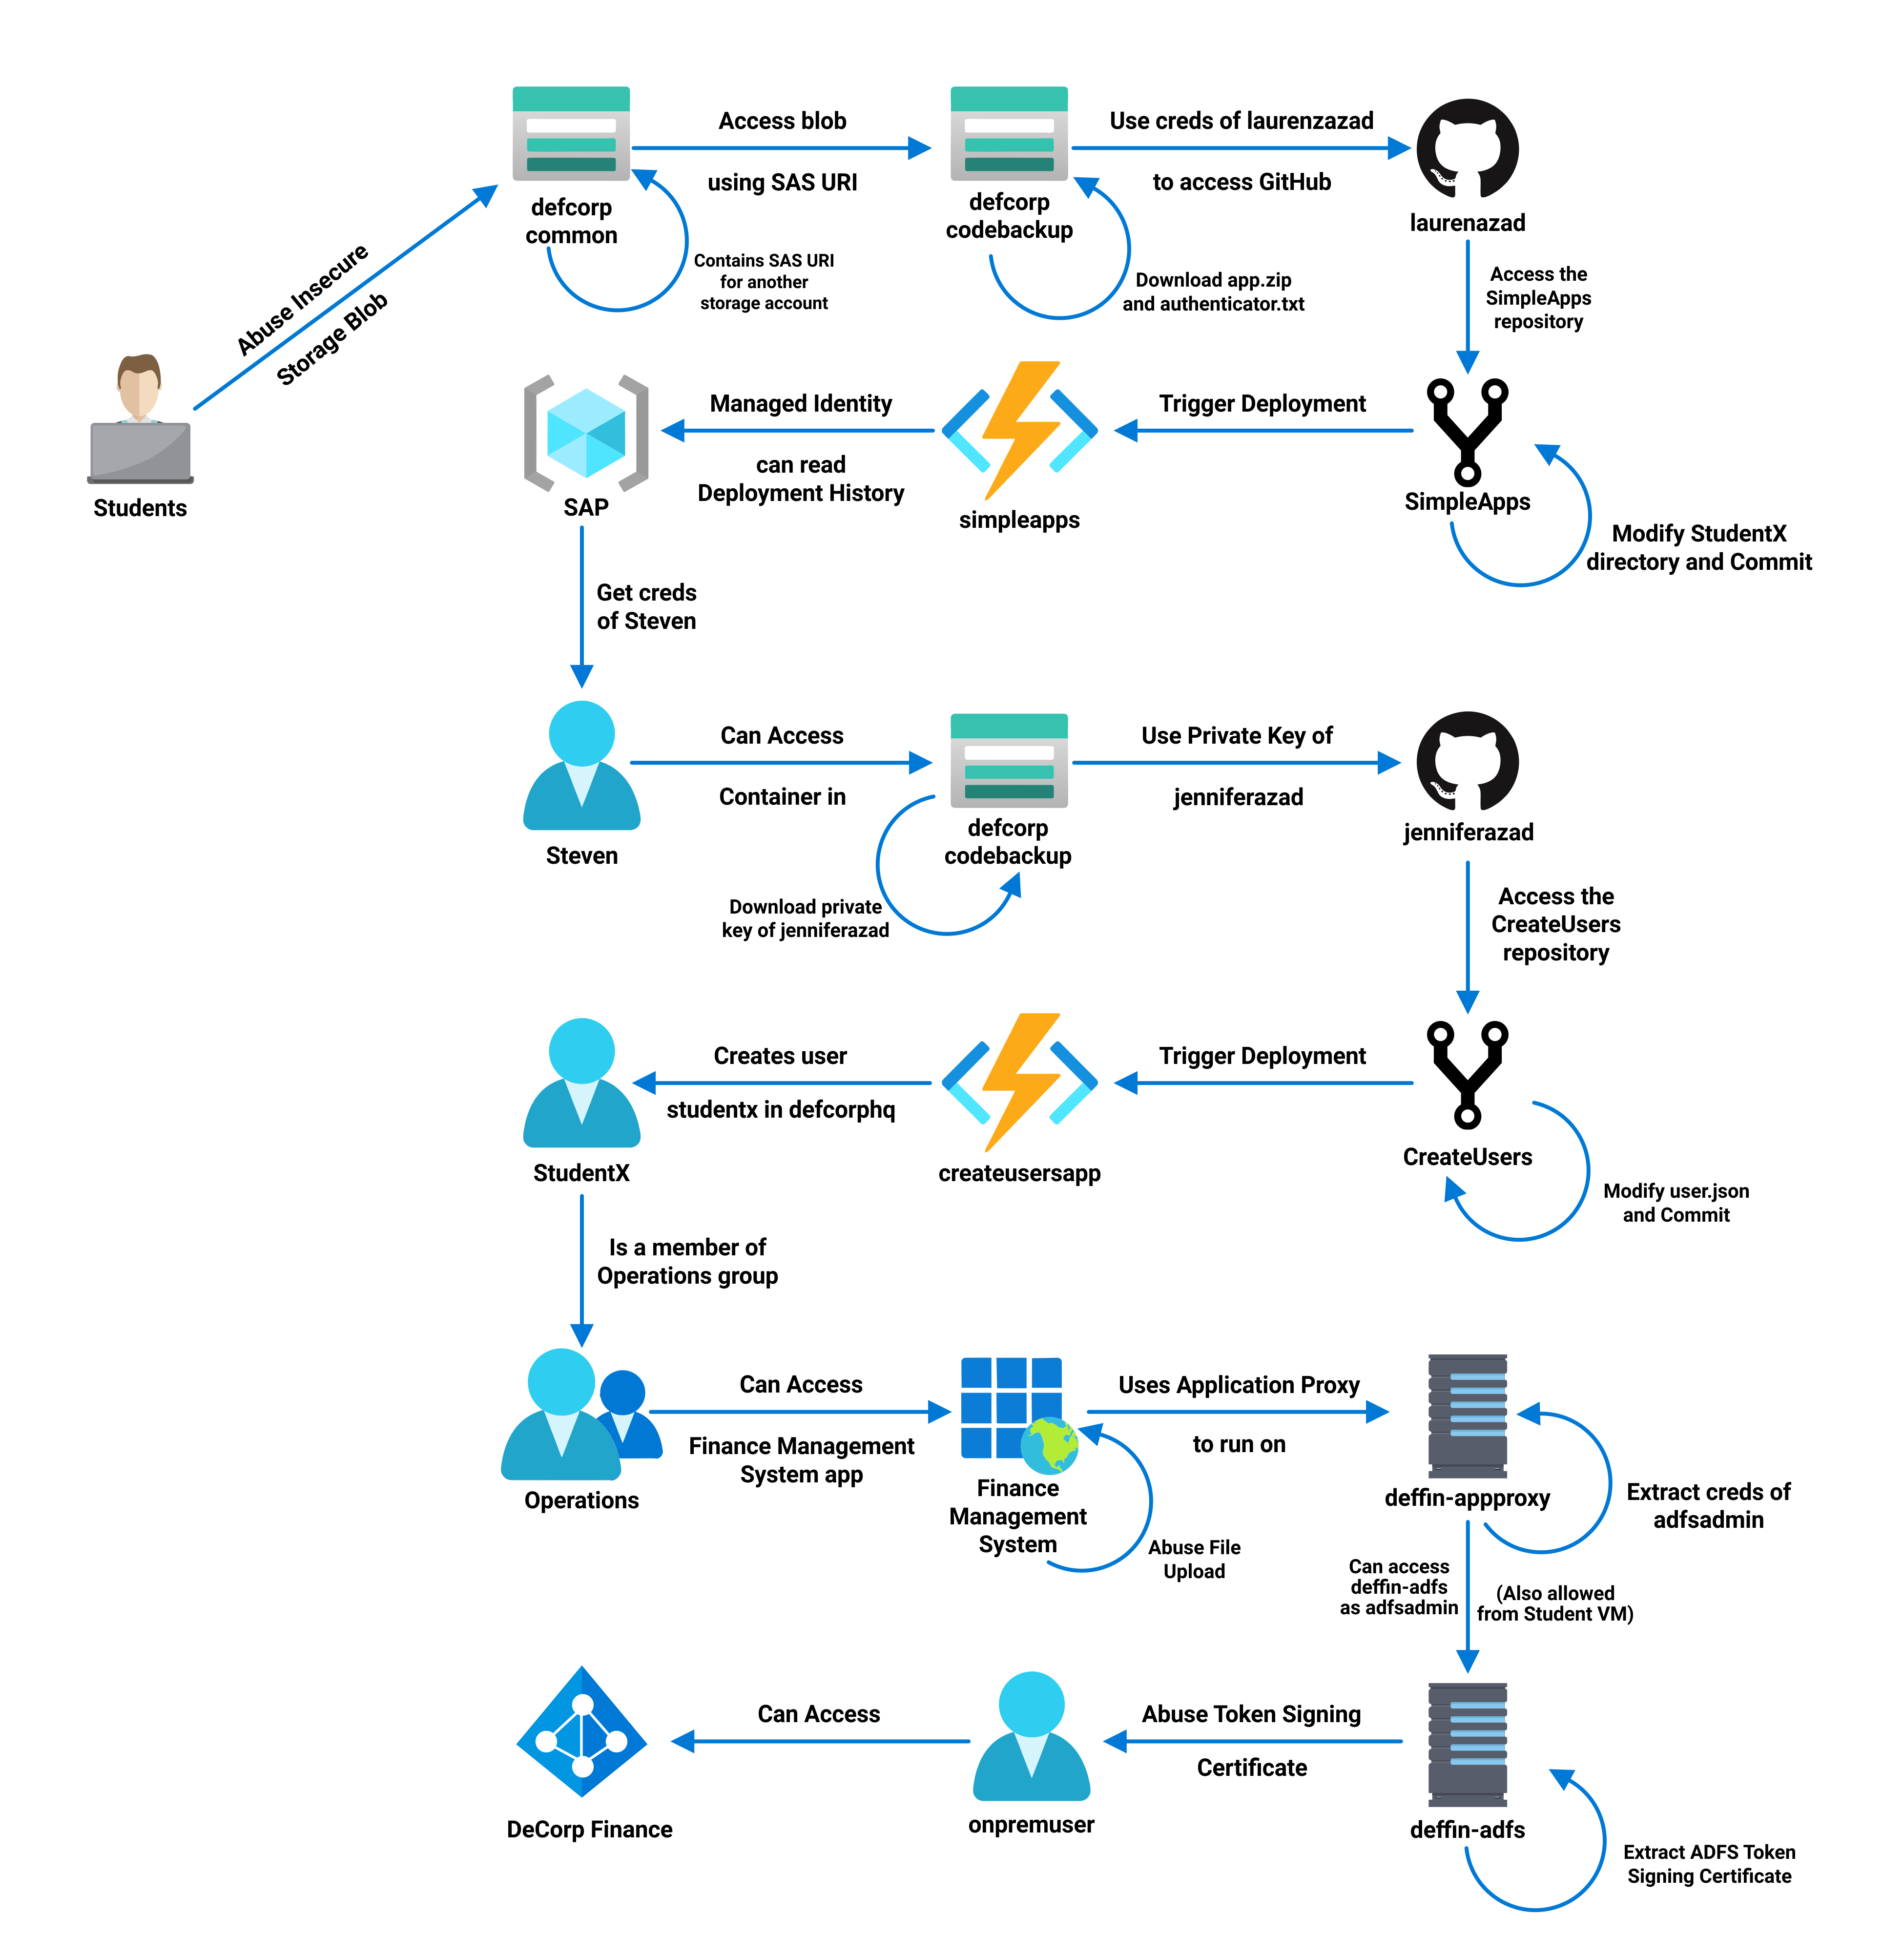 Students
Abuse Insecure
Storage Blob
defcorp
common
Contains SAS URI
for another
storage account
Access blob
using SAS URI
defcorp
codebackup
Download app.zip
and authenticator.txt
Use creds of laurenzazad
to access GitHub
laurenazad
Access the
SimpleApps
repository
SimpleApps
Modify StudentX
directory and Commit
Trigger Deployment
simpleapps
Managed Identity
can read
Deployment History
SAP
Get creds
of Steven
Steven
Can Access
Container in
defcorp
codebackup
Download private
key of jenniferazad
Use Private Key of
jenniferazad
jenniferazad
Access the
CreateUsers
repository
CreateUsers
Modify user.json
and Commit
Trigger Deployment
createusersapp
Creates user
studentx in defcorphq
StudentX
Is a member of
Operations group
Operations
Can Access
Finance Management
System app
Finance
Management
System
Abuse File
Upload
Uses Application Proxy
to run on
deffin-appproxy
Extract creds of
adfsadmin
Can access
deffin-adfs
as adfsadmin
(Also allowed
from Student VM)
deffin-adfs
Extract ADFS Token
Signing Certificate
Abuse Token Signing
Certificate
onpremuser
Can Access
DeCorp Finance